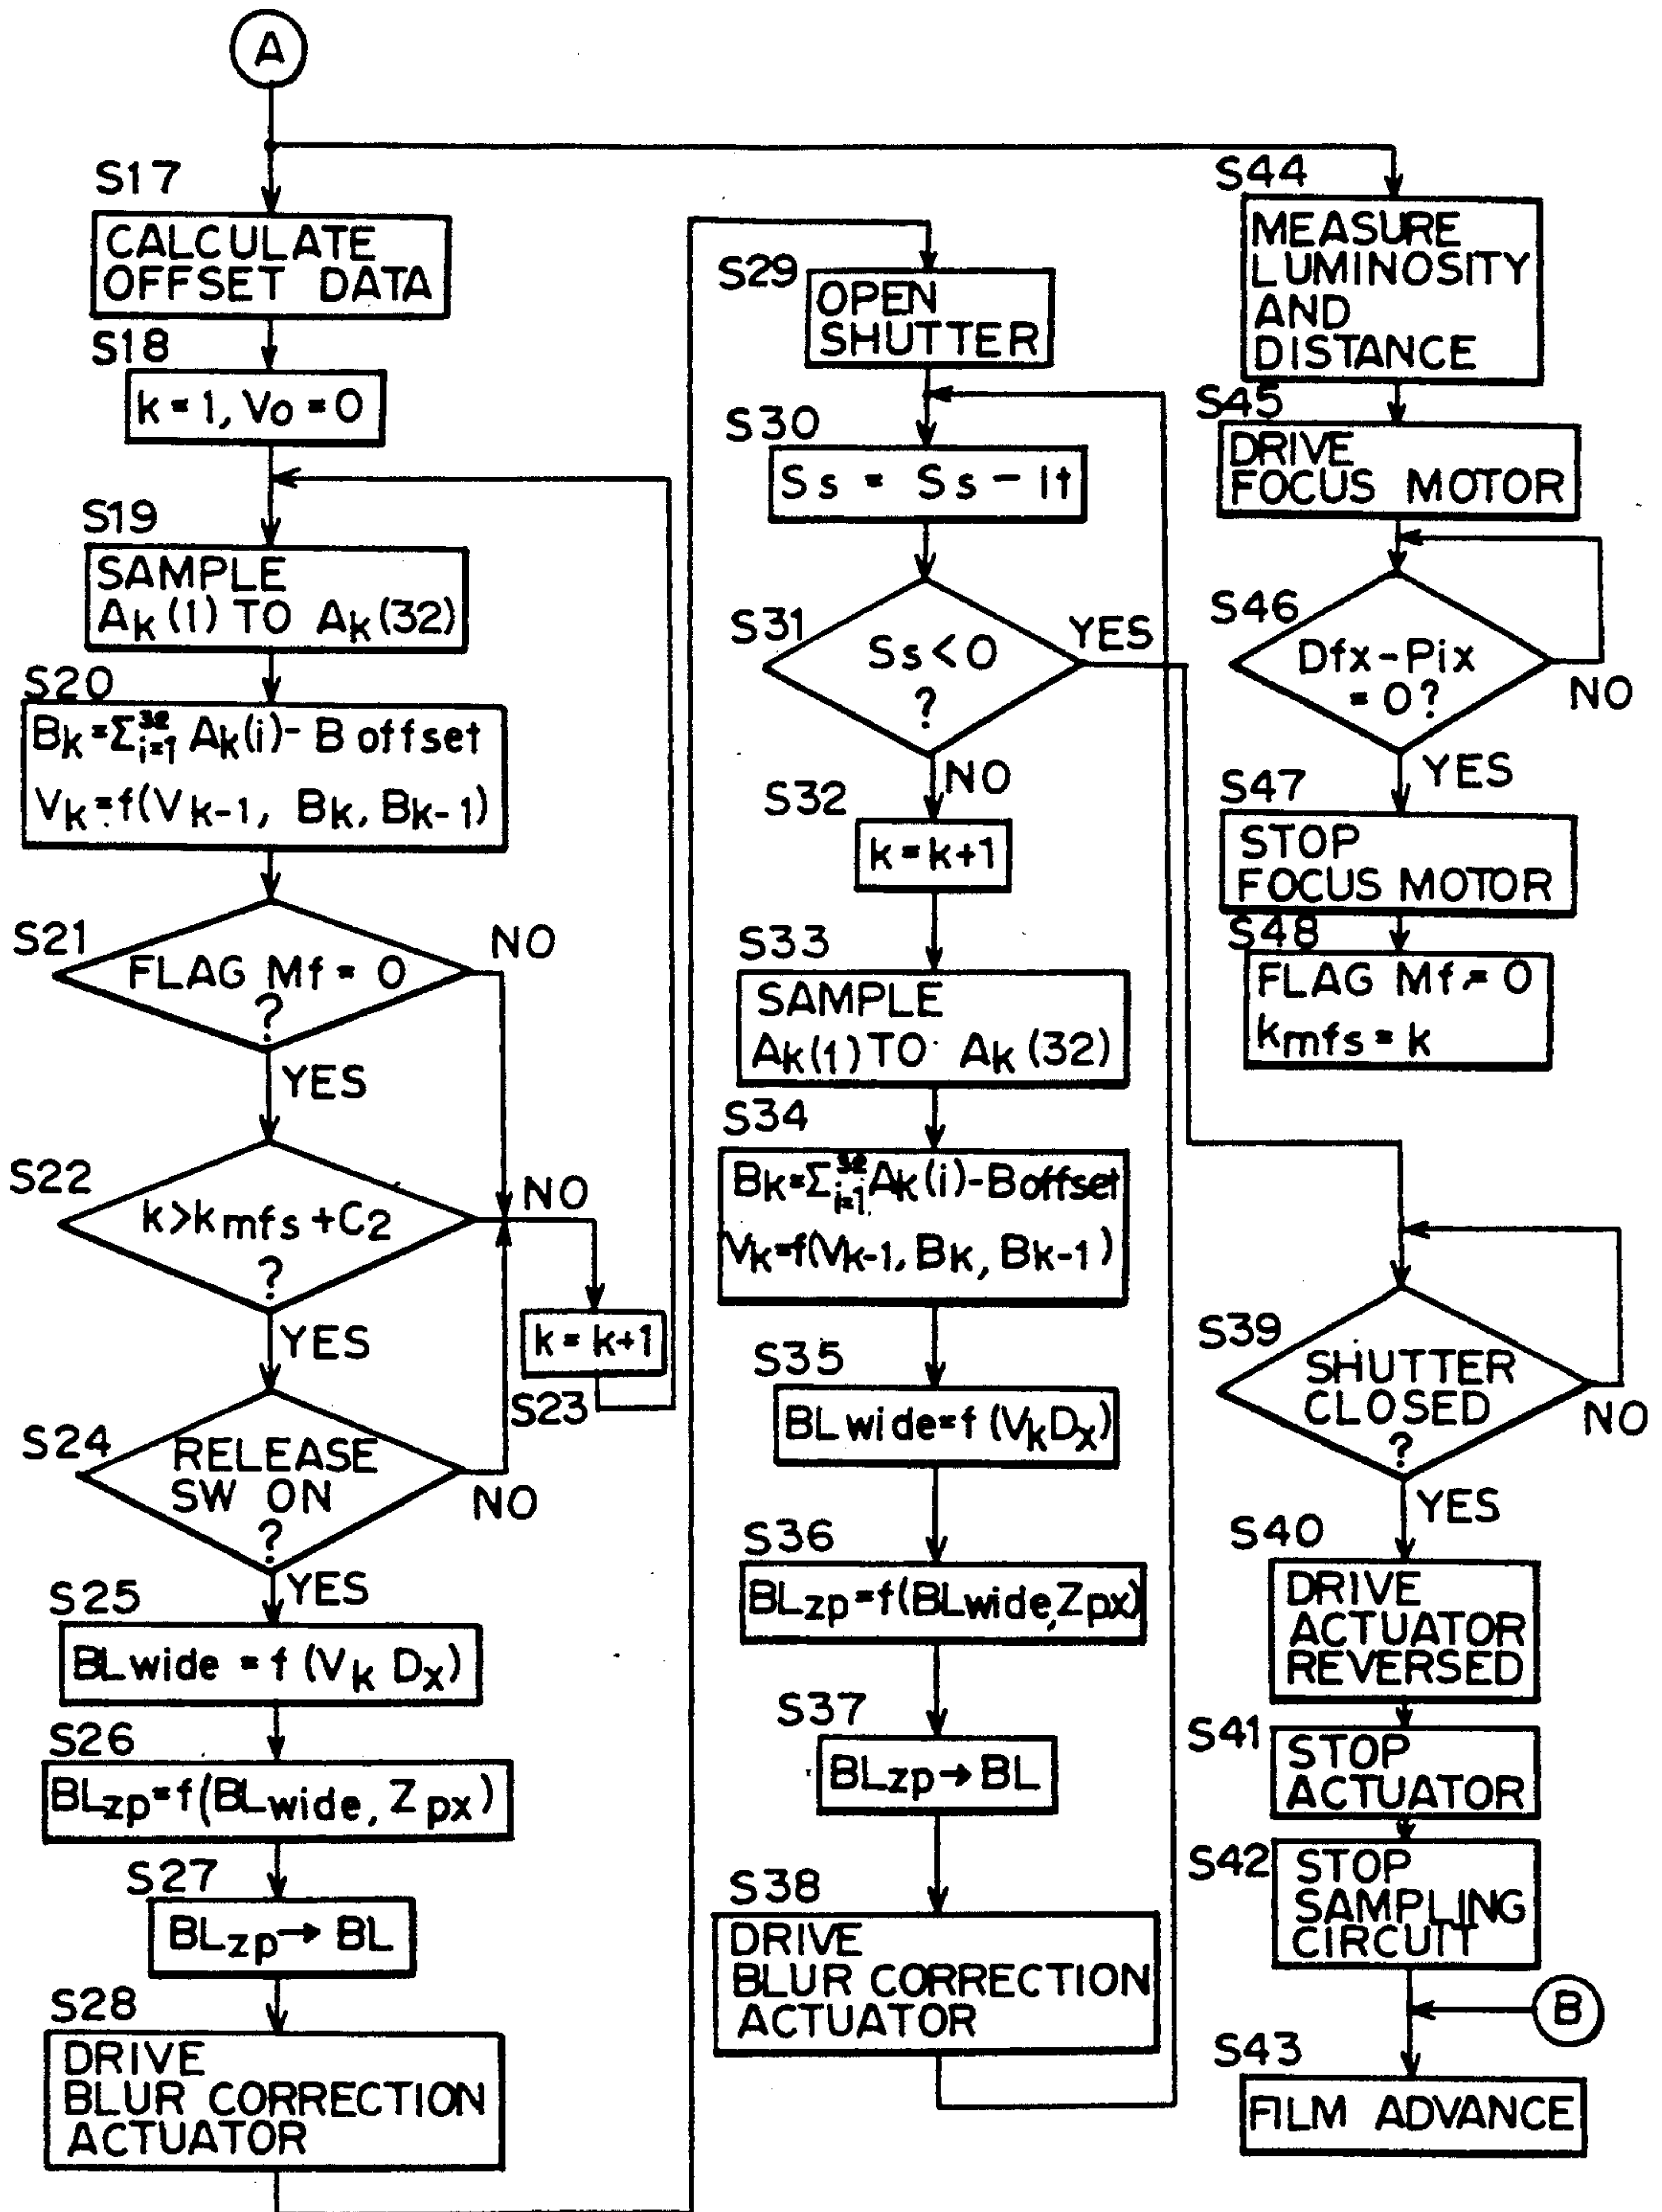 A
S17
CALCULATE
OFFSET DATA
S18
k = 1, Vo = 0
S19
SAMPLE
Ak (1) TO Ak (32)
S20
Bk = Σ32i=1 Ak(i) - B offset
Vk = f(Vk-1, Bk, Bk-1)
S21
FLAG Mf = 0
?
NO
YES
S22
k > kmfs + C2
?
NO
YES
k = k+1
S23
S24
RELEASE
SW ON
?
NO
YES
S25
BLwide = f (Vk Dx)
S26
BLzp = f(BLwide, Zpx)
S27
BLzp → BL
S28
DRIVE
BLUR CORRECTION
ACTUATOR
S29
OPEN
SHUTTER
S30
Ss = Ss - 1t
S31
Ss < 0
?
YES
NO
S32
k = k+1
S33
SAMPLE
Ak(1) TO Ak (32)
S34
Bk = Σ32i=1 Ak(i) - B offset
Vk = f(Vk-1, Bk, Bk-1)
S35
BLwide = f (VkDx)
S36
BLzp = f(BLwide, Zpx)
S37
BLzp → BL
S38
DRIVE
BLUR CORRECTION
ACTUATOR
S44
MEASURE
LUMINOSITY
AND
DISTANCE
S45
DRIVE
FOCUS MOTOR
S46
Dfx - Pix
= 0?
NO
YES
S47
STOP
FOCUS MOTOR
S48
FLAG Mf = 0
kmfs = k
S39
SHUTTER
CLOSED
?
NO
YES
S40
DRIVE
ACTUATOR
REVERSED
S41
STOP
ACTUATOR
S42
STOP
SAMPLING
CIRCUIT
B
S43
FILM ADVANCE